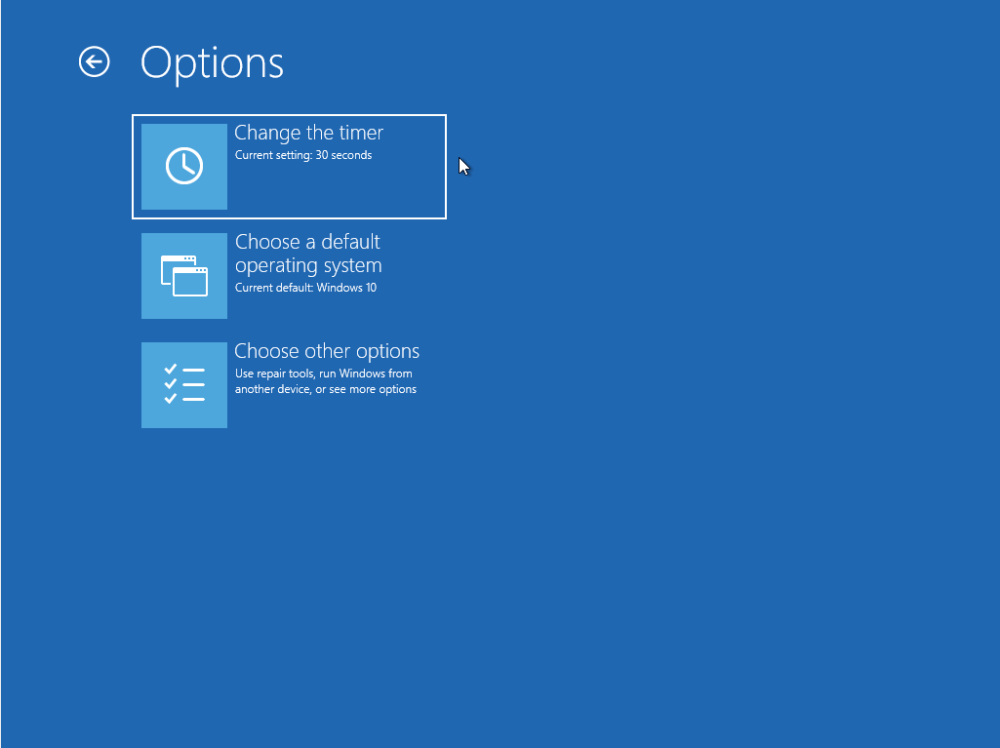 Options
Change the timer
Current setting: 30 seconds
Choose a default
operating system
Current default: Windows 10
Choose other options
Use repair tools, run Windows from
another device, or see more options